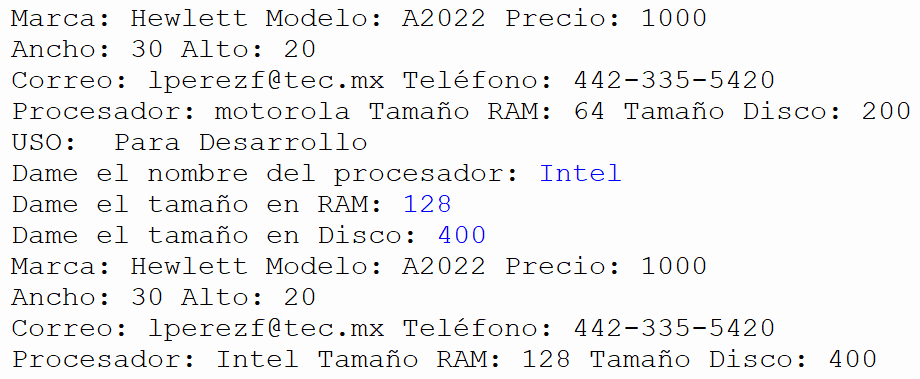 Marca: Hewlett Modelo: A2022 Precio: 1000
Ancho: 30 Alto: 20
Correo: lperezf@tec.mx Teléfono: 442-335-5420
Procesador: motorola Tamaño RAM: 64 Tamaño Disco: 200
USO:  Para Desarrollo
Dame el nombre del procesador: Intel
Dame el tamaño en RAM: 128
Dame el tamaño en Disco: 400
Marca: Hewlett Modelo: A2022 Precio: 1000
Ancho: 30 Alto: 20
Correo: lperezf@tec.mx Teléfono: 442-335-5420
Procesador: Intel Tamaño RAM: 128 Tamaño Disco: 400